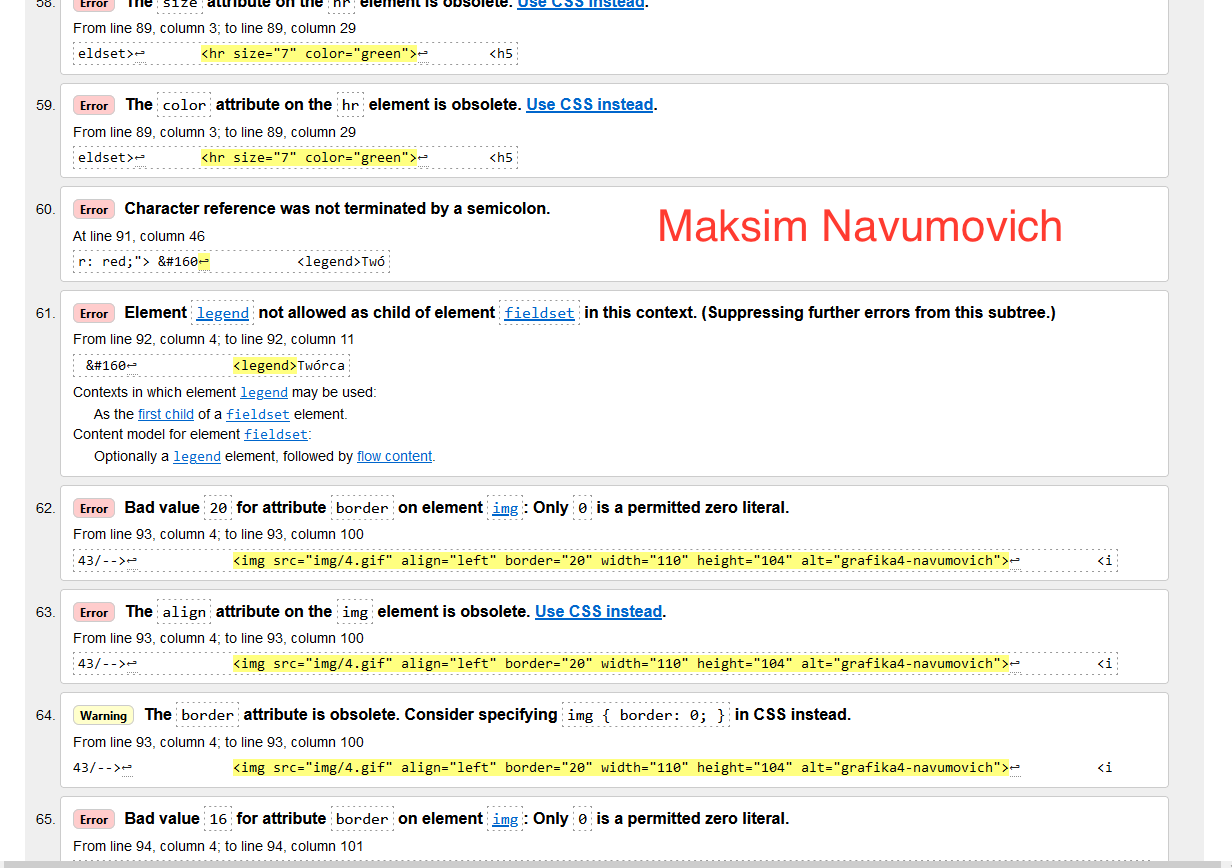 58. Error The size attribute on the hr element is obsolete. Use CSS instead.
From line 89, column 3; to line 89, column 29
eldset>↩ <hr size="7" color="green">↩ <h5
59. Error The color attribute on the hr element is obsolete. Use CSS instead.
From line 89, column 3; to line 89, column 29
eldset>↩ <hr size="7" color="green">↩ <h5
60. Error Character reference was not terminated by a semicolon.
Maksim Navumovich
At line 91, column 46
r: red;"> &#160↩ <legend>Twó
61. Error Element legend not allowed as child of element fieldset in this context. (Suppressing further errors from this subtree.)
From line 92, column 4; to line 92, column 11
&#160↩ <legend>Twórca
Contexts in which element legend may be used:
As the first child of a fieldset element.
Content model for element fieldset:
Optionally a legend element, followed by flow content.
62. Error Bad value 20 for attribute border on element img: Only 0 is a permitted zero literal.
From line 93, column 4; to line 93, column 100
43/-->↩ <img src="img/4.gif" align="left" border="20" width="110" height="104" alt="grafika4-navumovich">↩ <i
63. Error The align attribute on the img element is obsolete. Use CSS instead.
From line 93, column 4; to line 93, column 100
43/-->↩ <img src="img/4.gif" align="left" border="20" width="110" height="104" alt="grafika4-navumovich">↩ <i
64. Warning The border attribute is obsolete. Consider specifying img { border: 0; } in CSS instead.
From line 93, column 4; to line 93, column 100
43/-->↩ <img src="img/4.gif" align="left" border="20" width="110" height="104" alt="grafika4-navumovich">↩ <i
65. Error Bad value 16 for attribute border on element img: Only 0 is a permitted zero literal.
From line 94, column 4; to line 94, column 101